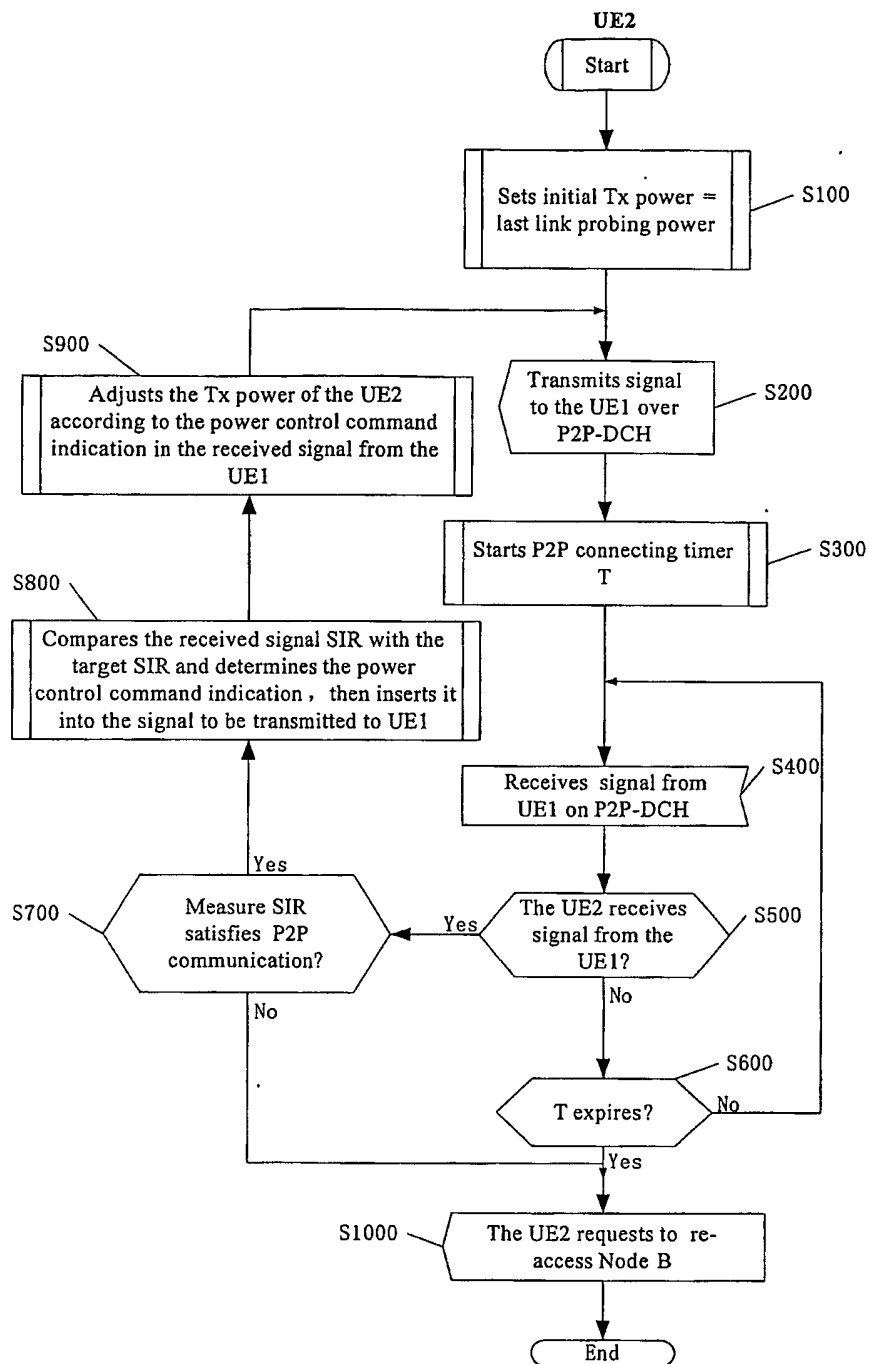 UE2
Start
Sets initial Tx power =
last link probing power
S100
S900
Adjusts the Tx power of the UE2
according to the power control command
indication in the received signal from the
UE1
Transmits signal
to the UE1 over
P2P-DCH
S200
Starts P2P connecting timer
T
S300
S800
Compares the received signal SIR with the
target SIR and determines the power
control command indication, then inserts it
into the signal to be transmitted to UE1
Receives signal from
UE1 on P2P-DCH
S400
Yes
S700
Measure SIR
satisfies P2P
communication?
Yes
The UE2 receives
signal from the
UE1?
S500
No
No
S600
T expires?
No
Yes
S1000
The UE2 requests to re-
access Node B
End